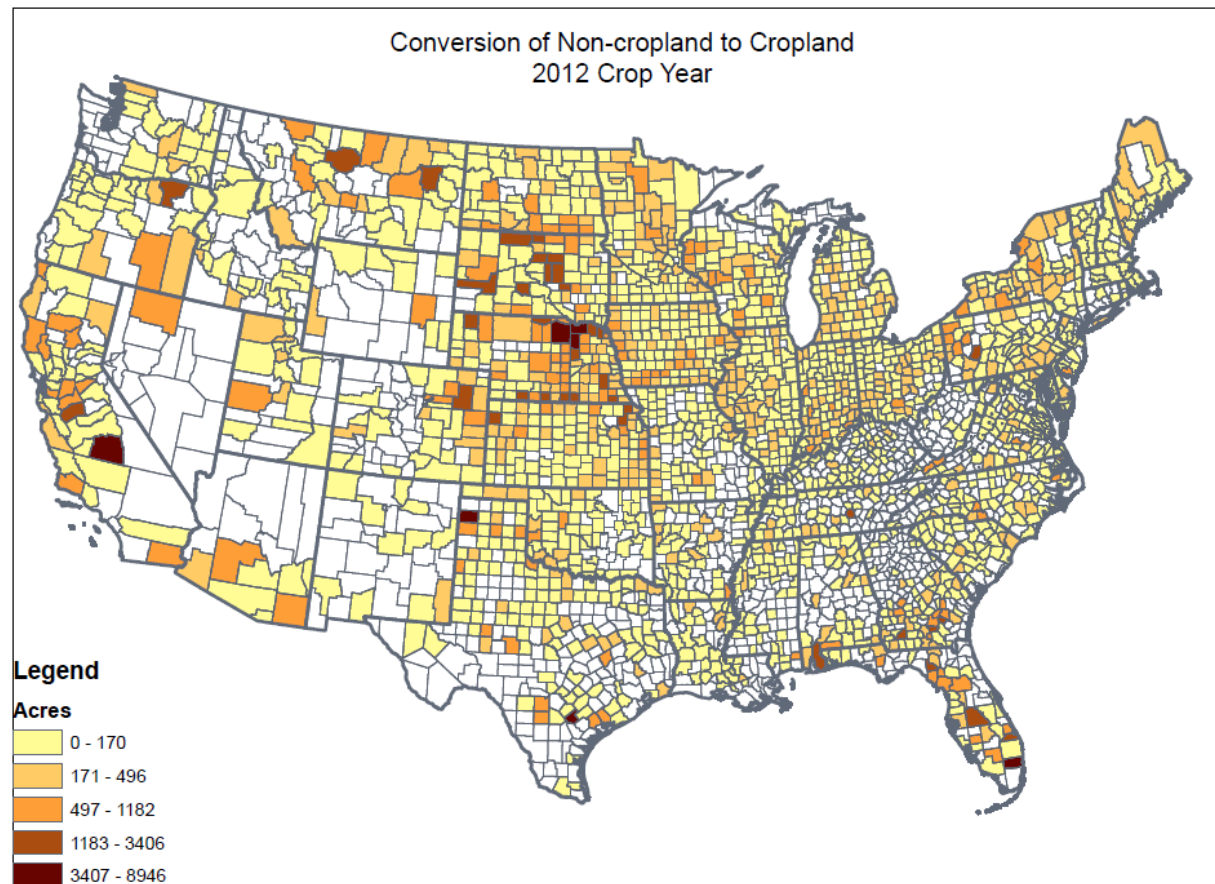 Conversion of Non-cropland to Cropland
2012 Crop Year
Legend
Acres
0 - 170
171 - 496
497 - 1182
1183 - 3406
3407 - 8946